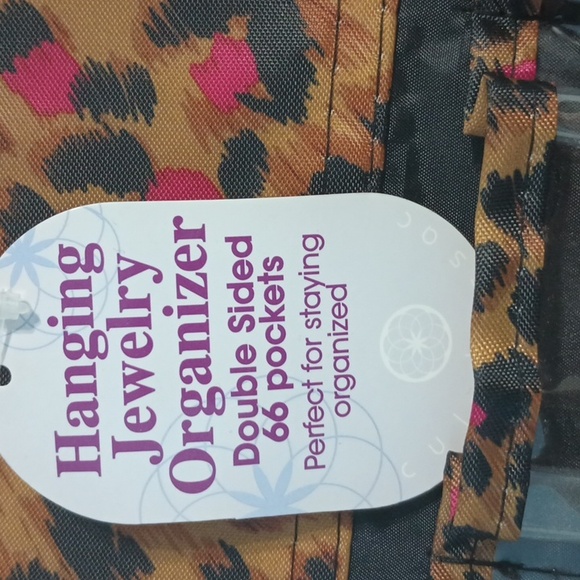 Hanging
Jewelry
Organizer
Double Sided
66 pockets
Perfect for staying
organized